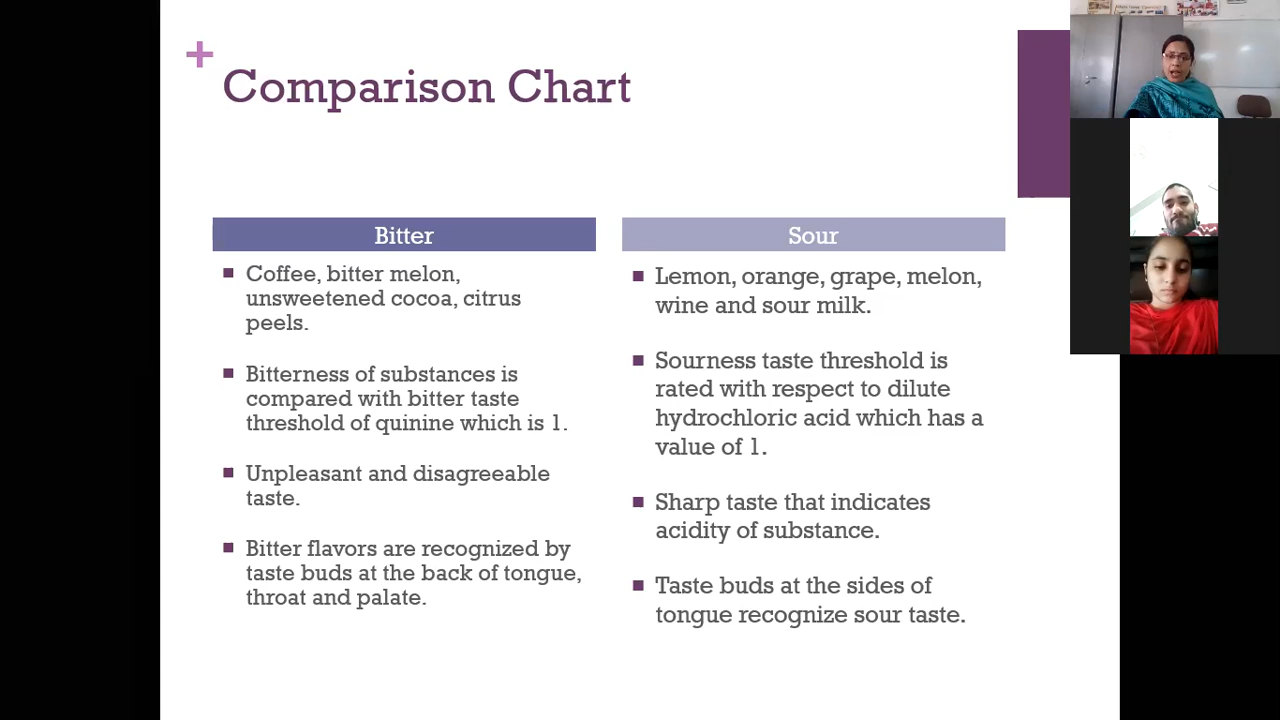 +
Comparison Chart
Bitter
Coffee, bitter melon,
unsweetened cocoa, citrus
peels.
Bitterness of substances is
compared with bitter taste
threshold of quinine which is 1.
Unpleasant and disagreeable
taste.
Bitter flavors are recognized by
taste buds at the back of tongue,
throat and palate.
Sour
Lemon, orange, grape, melon,
wine and sour milk.
Sourness taste threshold is
rated with respect to dilute
hydrochloric acid which has a
value of 1.
Sharp taste that indicates
acidity of substance.
Taste buds at the sides of
tongue recognize sour taste.